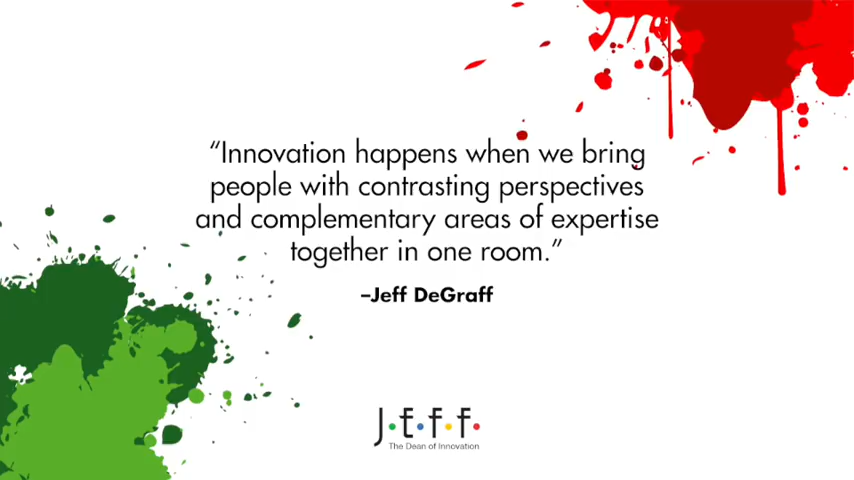 “Innovation happens when we bring
people with contrasting perspectives
and complementary areas of expertise
together in one room.”
–Jeff DeGraff
J•e•f•f•
The Dean of Innovation